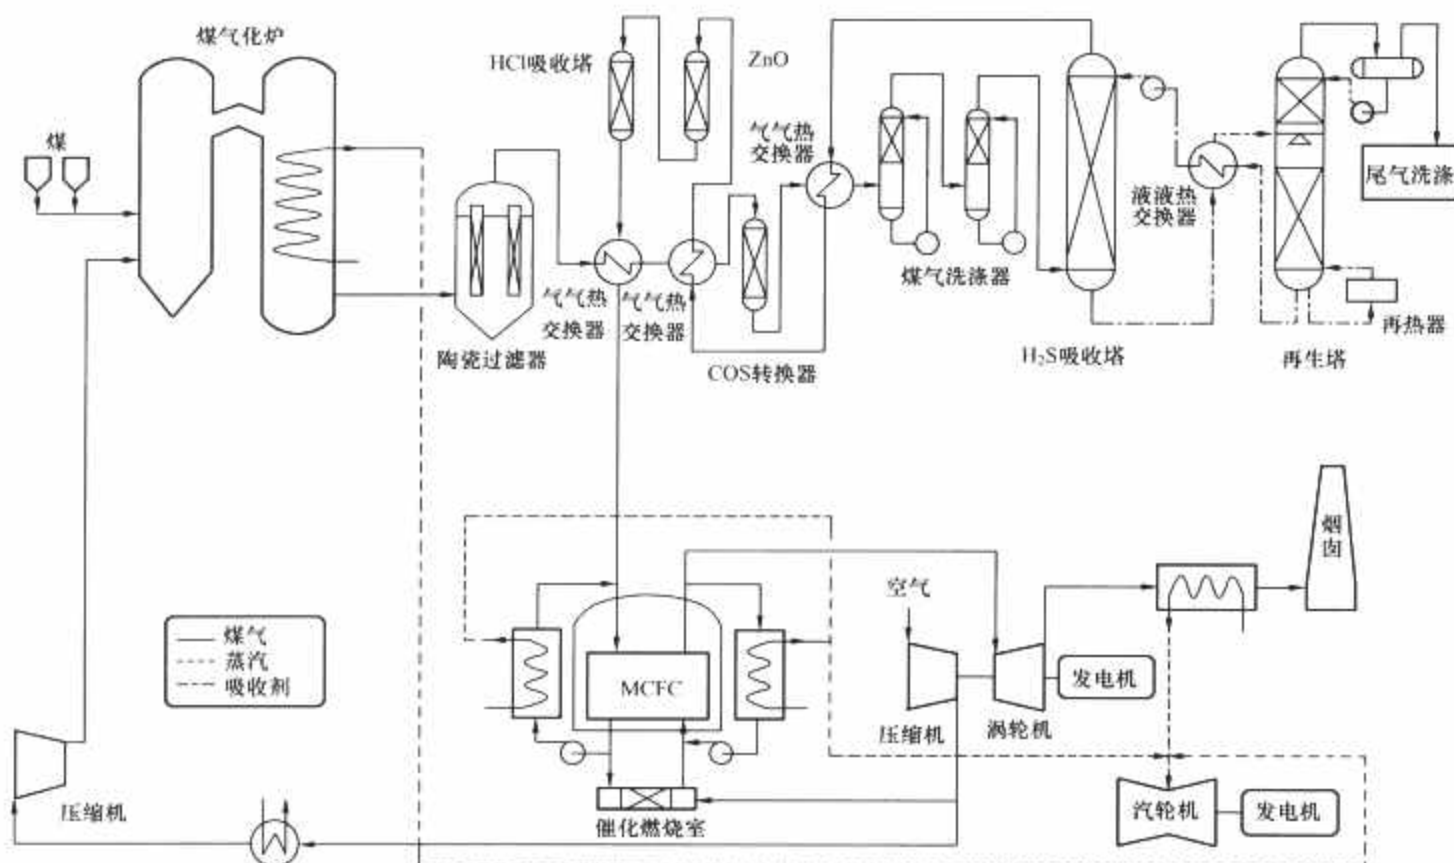 煤气化炉
煤
HCl吸收塔
ZnO
气气热
交换器
尾气洗涤
液液热
交换器
煤气洗涤器
气气热
交换器
气气热
交换器
再热器
陶瓷过滤器
COS转换器
H₂S吸收塔
再生塔
烟囱
空气
煤气
蒸汽
吸收剂
MCFC
发电机
压缩机
涡轮机
压缩机
催化燃烧室
汽轮机
发电机